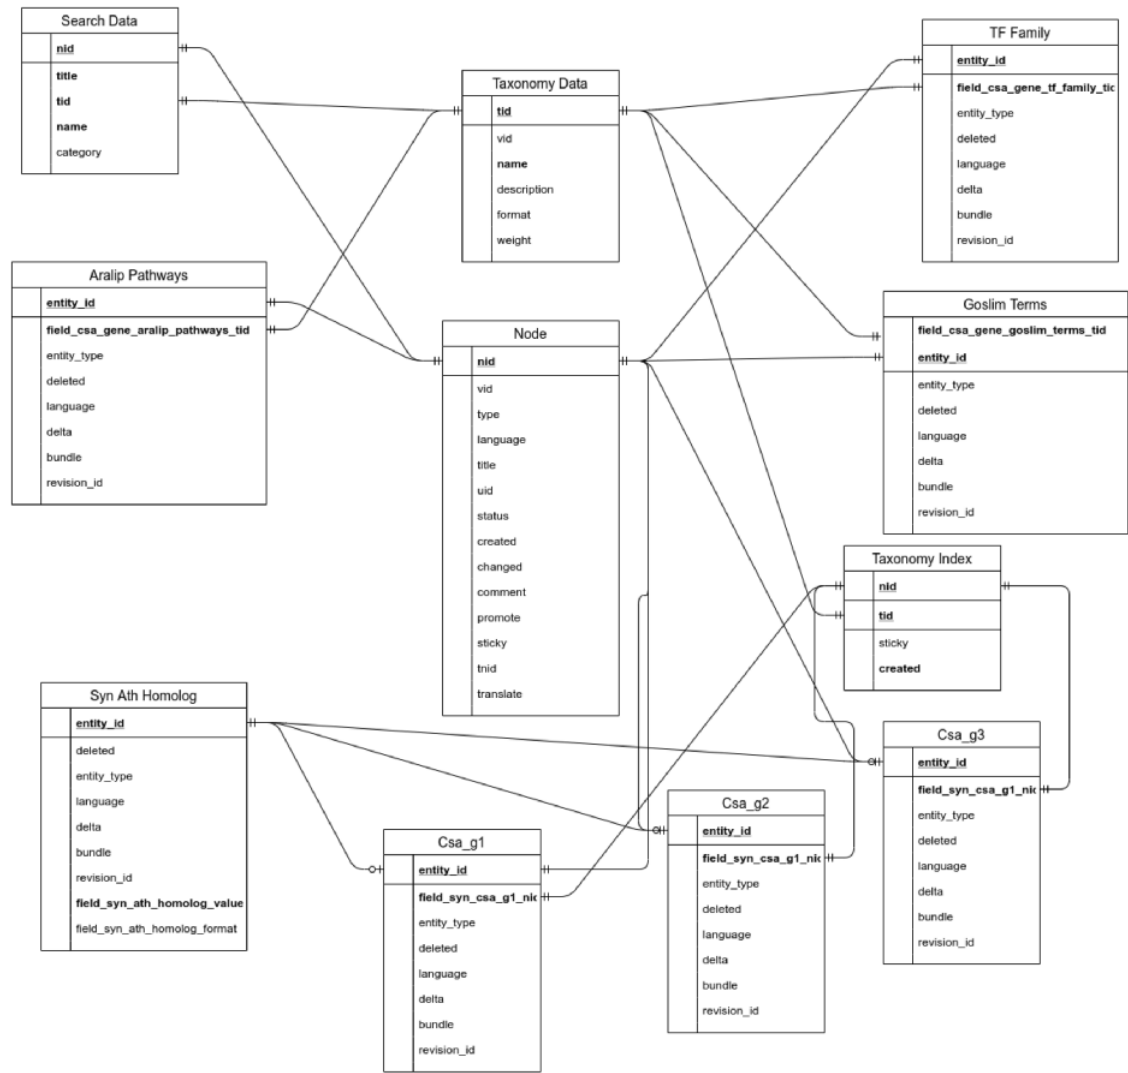 Search Data
nid
title
tid
name
category
Taxonomy Data
tid
vid
name
description
format
weight
TF Family
entity_id
field_csa_gene_tf_family_tid
entity_type
deleted
language
delta
bundle
revision_id
Aralip Pathways
entity_id
field_csa_gene_aralip_pathways_tid
entity_type
deleted
language
delta
bundle
revision_id
Node
nid
vid
type
language
title
uid
status
created
changed
comment
promote
sticky
tnid
translate
Goslim Terms
field_csa_gene_goslim_terms_tid
entity_id
entity_type
deleted
language
delta
bundle
revision_id
Taxonomy Index
nid
tid
sticky
created
Syn Ath Homolog
entity_id
deleted
entity_type
language
delta
bundle
revision_id
field_syn_ath_homolog_value
field_syn_ath_homolog_format
Csa_g1
entity_id
field_syn_csa_g1_nid
entity_type
deleted
language
delta
bundle
revision_id
Csa_g2
entity_id
field_syn_csa_g1_nid
entity_type
deleted
language
delta
bundle
revision_id
Csa_g3
entity_id
field_syn_csa_g1_nid
entity_type
deleted
language
delta
bundle
revision_id